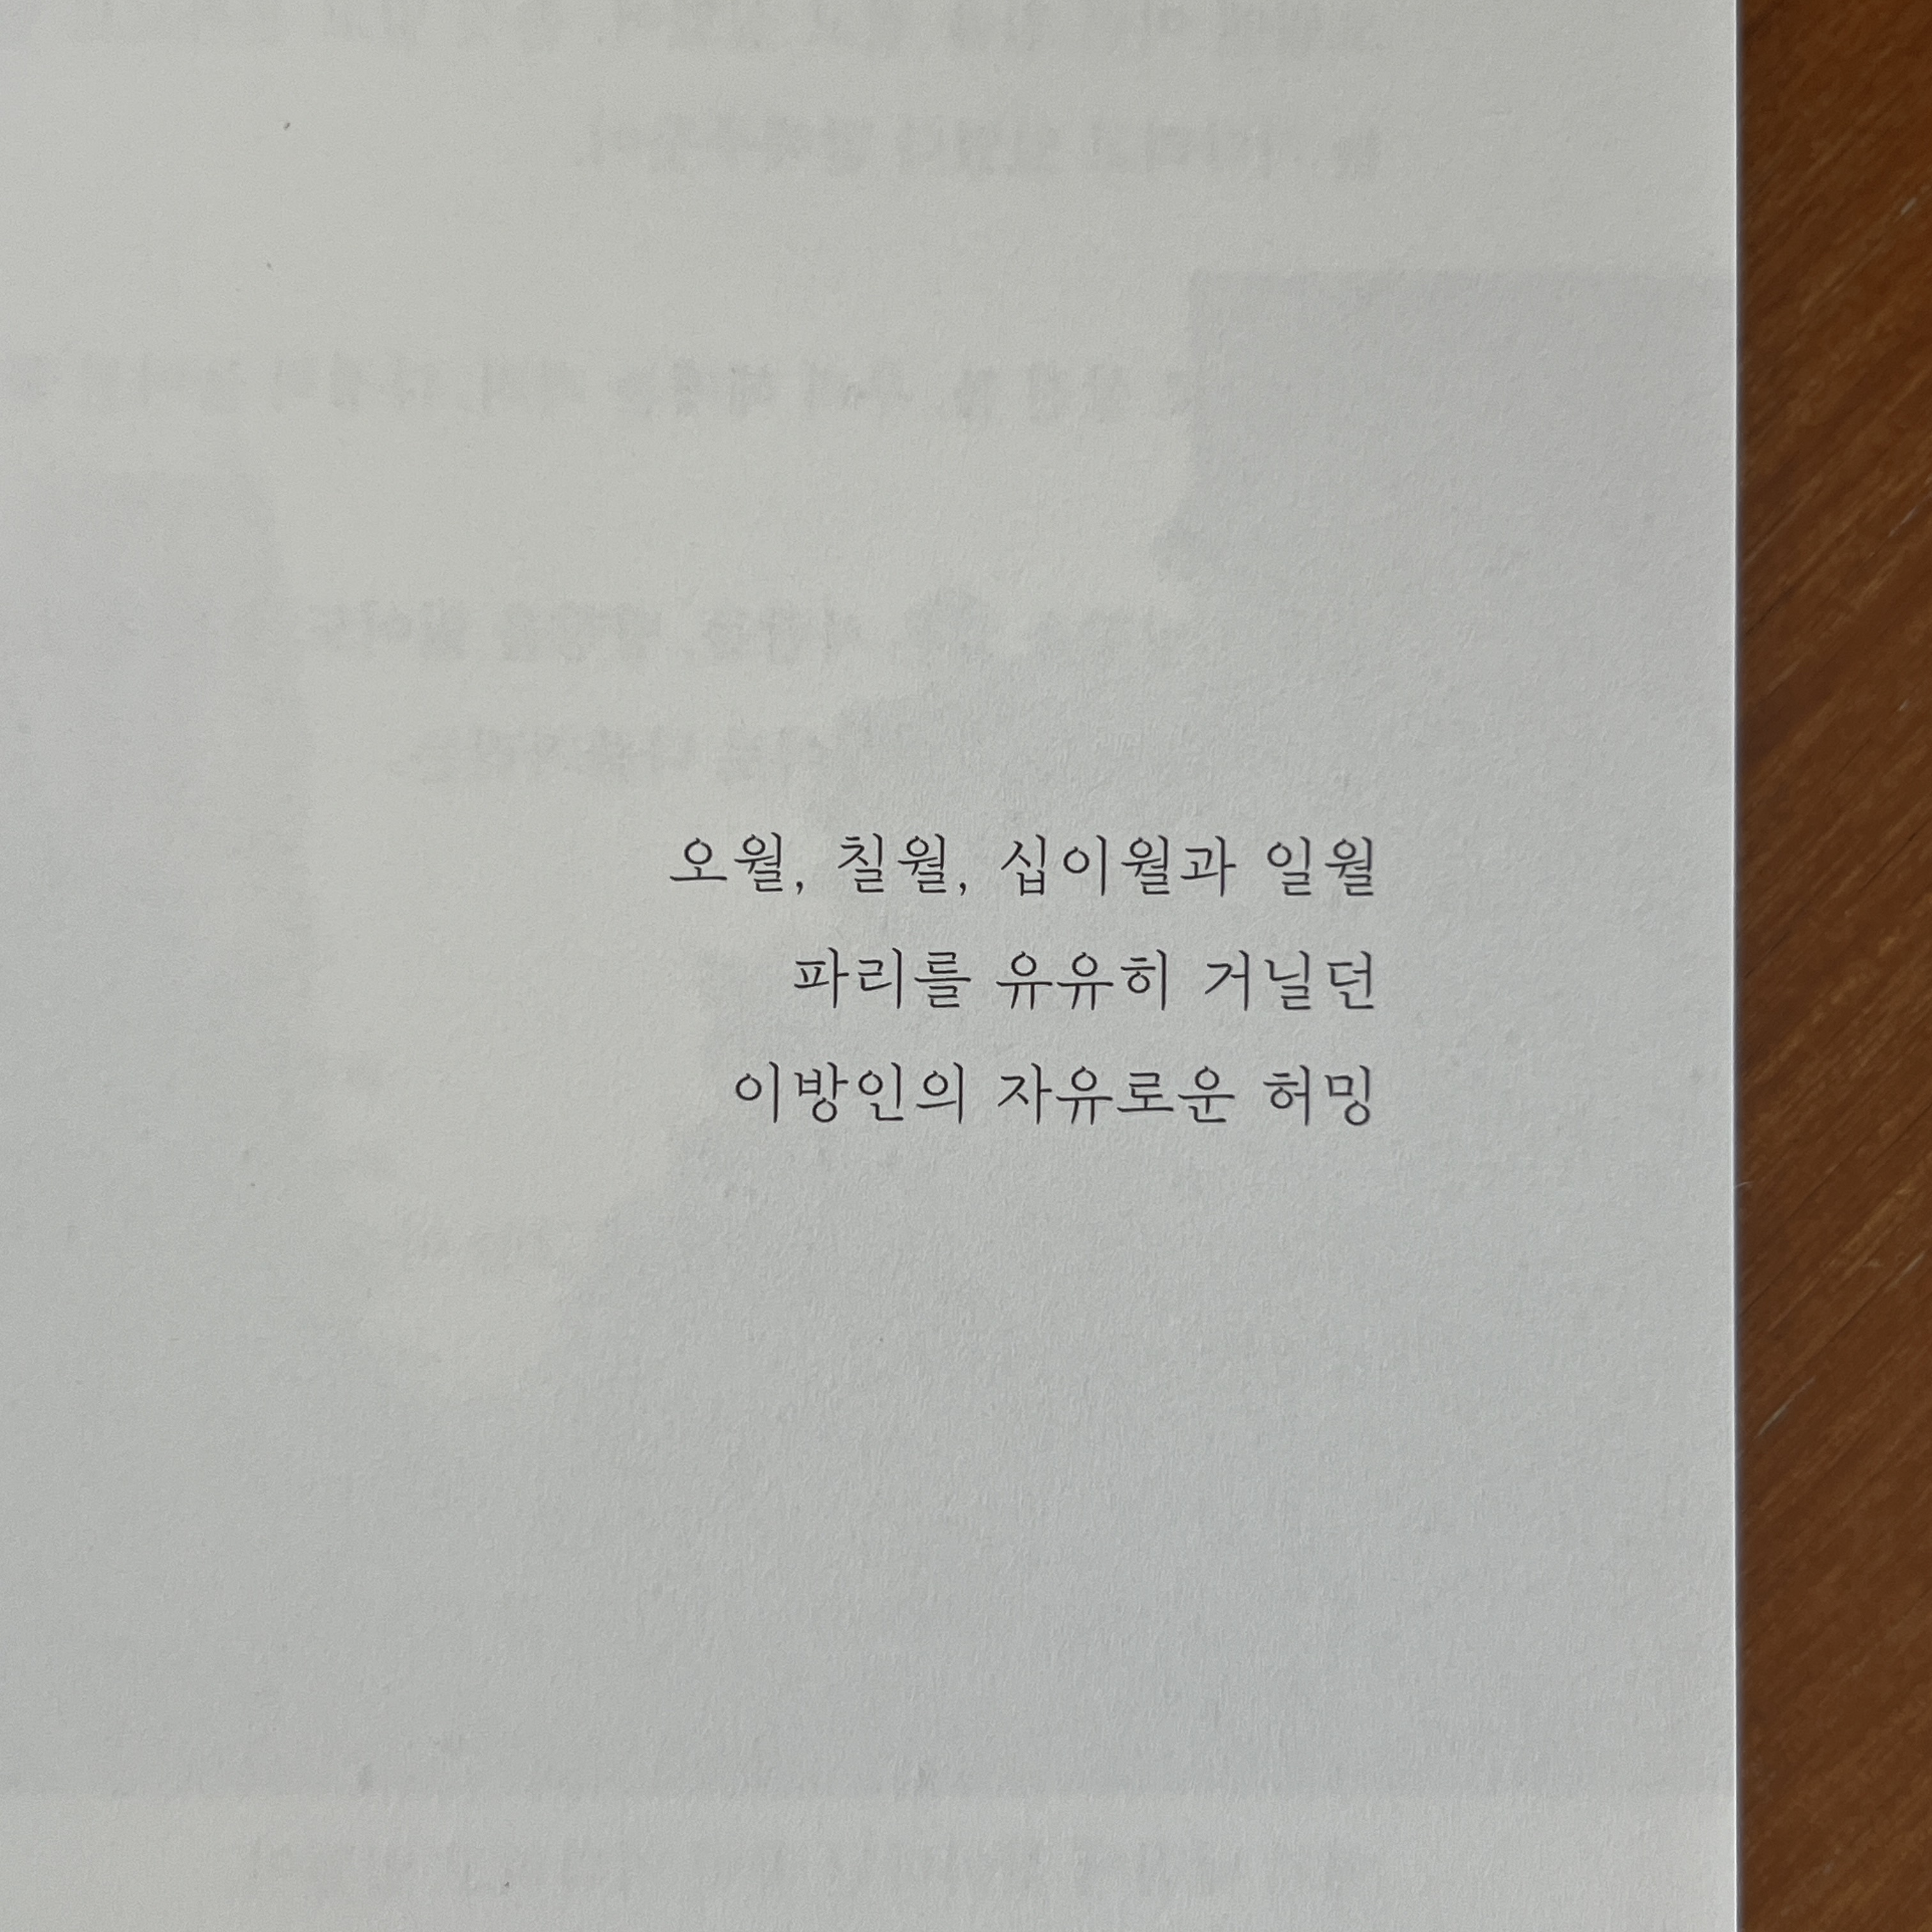 오월, 칠월, 십이월과 일월
파리를 유유히 거닐던
이방인의 자유로운 허밍